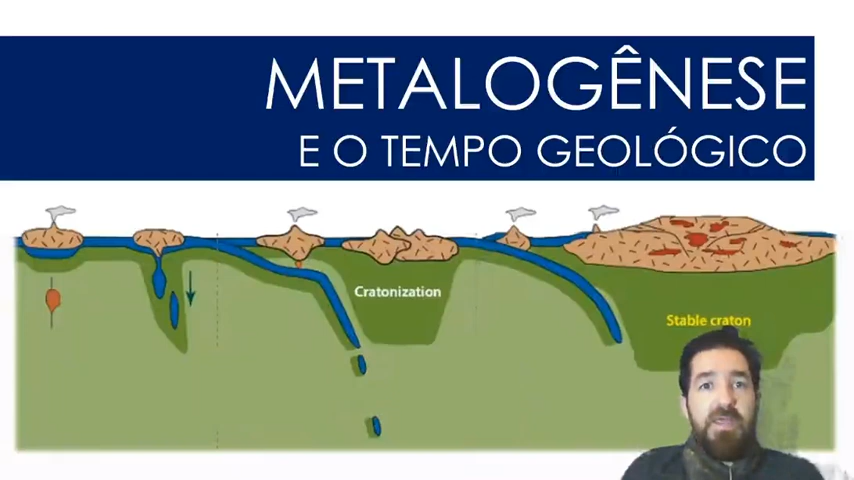 METALOGÊNESE
E O TEMPO GEOLÓGICO
Cratonization
Stable craton